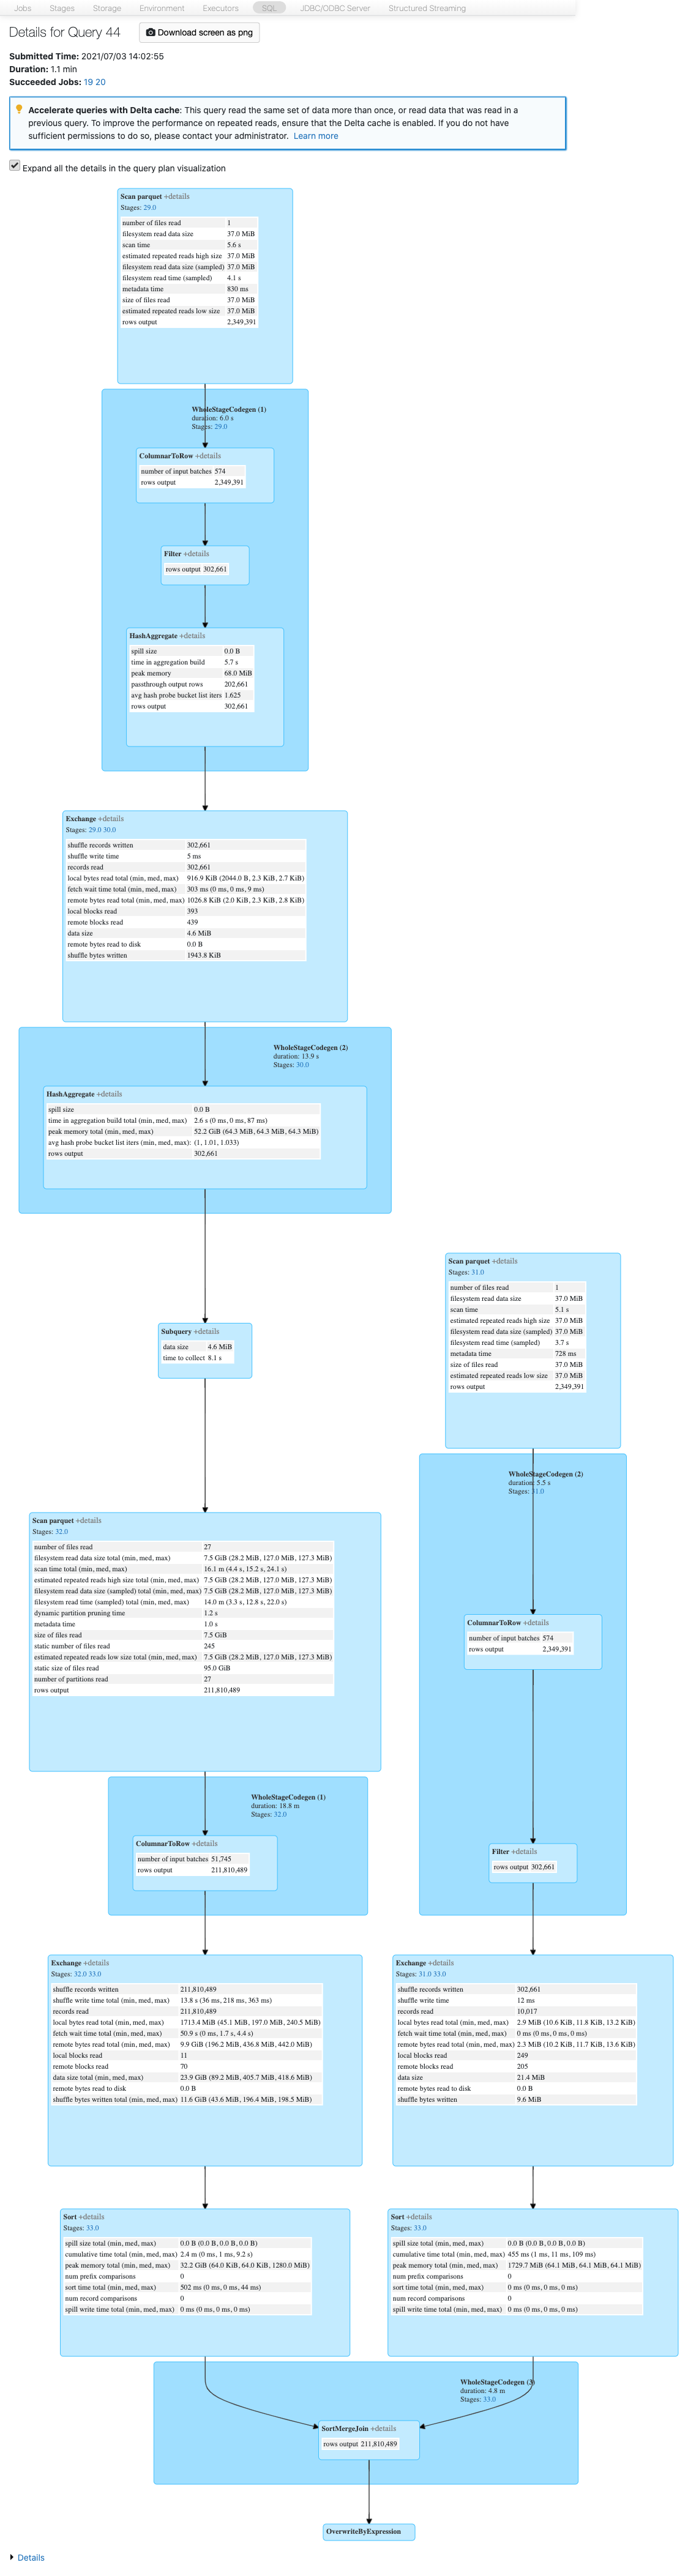 Jobs Stages Storage Environment Executors SQL JDBC/ODBC Server Structured Streaming
Details for Query 44 Download screen as png
Submitted Time: 2021/07/03 14:02:55
Duration: 1.1 min
Succeeded Jobs: 19 20
Accelerate queries with Delta cache: This query read the same set of data more than once, or read data that was read in a
previous query. To improve the performance on repeated reads, ensure that the Delta cache is enabled. If you do not have
sufficient permissions to do so, please contact your administrator. Learn more
Expand all the details in the query plan visualization
Scan parquet +details
Stages: 29.0
number of files read 1
filesystem read data size 37.0 MiB
scan time 5.6 s
estimated repeated reads high size 37.0 MiB
filesystem read data size (sampled) 37.0 MiB
filesystem read time (sampled) 4.1 s
metadata time 830 ms
size of files read 37.0 MiB
estimated repeated reads low size 37.0 MiB
rows output 2,349,391
WholeStageCodegen (1)
duration: 6.0 s
Stages: 29.0
ColumnarToRow +details
number of input batches 574
rows output 2,349,391
Filter +details
rows output 302,661
HashAggregate +details
spill size 0.0 B
time in aggregation build 5.7 s
peak memory 68.0 MiB
passthrough output rows 202,661
avg hash probe bucket list iters 1.625
rows output 302,661
Exchange +details
Stages: 29.0 30.0
shuffle records written 302,661
shuffle write time 5 ms
records read 302,661
local bytes read total (min, med, max) 916.9 KiB (2044.0 B, 2.3 KiB, 2.7 KiB)
fetch wait time total (min, med, max) 303 ms (0 ms, 0 ms, 9 ms)
remote bytes read total (min, med, max) 1026.8 KiB (2.0 KiB, 2.3 KiB, 2.8 KiB)
local blocks read 393
remote blocks read 439
data size 4.6 MiB
remote bytes read to disk 0.0 B
shuffle bytes written 1943.8 KiB
WholeStageCodegen (2)
duration: 13.9 s
Stages: 30.0
HashAggregate +details
spill size 0.0 B
time in aggregation build total (min, med, max) 2.6 s (0 ms, 0 ms, 87 ms)
peak memory total (min, med, max) 52.2 GiB (64.3 MiB, 64.3 MiB, 64.3 MiB)
avg hash probe bucket list iters (min, med, max): (1, 1.01, 1.033)
rows output 302,661
Subquery +details
data size 4.6 MiB
time to collect 8.1 s
Scan parquet +details
Stages: 31.0
number of files read 1
filesystem read data size 37.0 MiB
scan time 5.1 s
estimated repeated reads high size 37.0 MiB
filesystem read data size (sampled) 37.0 MiB
filesystem read time (sampled) 3.7 s
metadata time 728 ms
size of files read 37.0 MiB
estimated repeated reads low size 37.0 MiB
rows output 2,349,391
Scan parquet +details
Stages: 32.0
number of files read 27
filesystem read data size total (min, med, max) 7.5 GiB (28.2 MiB, 127.0 MiB, 127.3 MiB)
scan time total (min, med, max) 16.1 m (4.4 s, 15.2 s, 24.1 s)
estimated repeated reads high size total (min, med, max) 7.5 GiB (28.2 MiB, 127.0 MiB, 127.3 MiB)
filesystem read data size (sampled) total (min, med, max) 7.5 GiB (28.2 MiB, 127.0 MiB, 127.3 MiB)
filesystem read time (sampled) total (min, med, max) 14.0 m (3.3 s, 12.8 s, 22.0 s)
dynamic partition pruning time 1.2 s
metadata time 1.0 s
size of files read 7.5 GiB
static number of files read 245
estimated repeated reads low size total (min, med, max) 7.5 GiB (28.2 MiB, 127.0 MiB, 127.3 MiB)
static size of files read 95.0 GiB
number of partitions read 27
rows output 211,810,489
WholeStageCodegen (2)
duration: 5.5 s
Stages: 31.0
ColumnarToRow +details
number of input batches 574
rows output 2,349,391
WholeStageCodegen (1)
duration: 18.8 m
Stages: 32.0
ColumnarToRow +details
number of input batches 51,745
rows output 211,810,489
Filter +details
rows output 302,661
Exchange +details
Stages: 32.0 33.0
shuffle records written 211,810,489
shuffle write time total (min, med, max) 13.8 s (36 ms, 218 ms, 363 ms)
records read 211,810,489
local bytes read total (min, med, max) 1713.4 MiB (45.1 MiB, 197.0 MiB, 240.5 MiB)
fetch wait time total (min, med, max) 50.9 s (0 ms, 1.7 s, 4.4 s)
remote bytes read total (min, med, max) 9.9 GiB (196.2 MiB, 436.8 MiB, 442.0 MiB)
local blocks read 11
remote blocks read 70
data size total (min, med, max) 23.9 GiB (89.2 MiB, 405.7 MiB, 418.6 MiB)
remote bytes read to disk 0.0 B
shuffle bytes written total (min, med, max) 11.6 GiB (43.6 MiB, 196.4 MiB, 198.5 MiB)
Exchange +details
Stages: 31.0 33.0
shuffle records written 302,661
shuffle write time 12 ms
records read 10,017
local bytes read total (min, med, max) 2.9 MiB (10.6 KiB, 11.8 KiB, 13.2 KiB)
fetch wait time total (min, med, max) 0 ms (0 ms, 0 ms, 0 ms)
remote bytes read total (min, med, max) 2.3 MiB (10.2 KiB, 11.7 KiB, 13.6 KiB)
local blocks read 249
remote blocks read 205
data size 21.4 MiB
remote bytes read to disk 0.0 B
shuffle bytes written 9.6 MiB
Sort +details
Stages: 33.0
spill size total (min, med, max) 0.0 B (0.0 B, 0.0 B, 0.0 B)
cumulative time total (min, med, max) 2.4 m (0 ms, 1 ms, 9.2 s)
peak memory total (min, med, max) 32.2 GiB (64.0 KiB, 64.0 KiB, 1280.0 MiB)
num prefix comparisons 0
sort time total (min, med, max) 502 ms (0 ms, 0 ms, 44 ms)
num record comparisons 0
spill write time total (min, med, max) 0 ms (0 ms, 0 ms, 0 ms)
Sort +details
Stages: 33.0
spill size total (min, med, max) 0.0 B (0.0 B, 0.0 B, 0.0 B)
cumulative time total (min, med, max) 455 ms (1 ms, 11 ms, 109 ms)
peak memory total (min, med, max) 1729.7 MiB (64.1 MiB, 64.1 MiB, 64.1 MiB)
num prefix comparisons 0
sort time total (min, med, max) 0 ms (0 ms, 0 ms, 0 ms)
num record comparisons 0
spill write time total (min, med, max) 0 ms (0 ms, 0 ms, 0 ms)
WholeStageCodegen (3)
duration: 4.8 m
Stages: 33.0
SortMergeJoin +details
rows output 211,810,489
OverwriteByExpression
Details